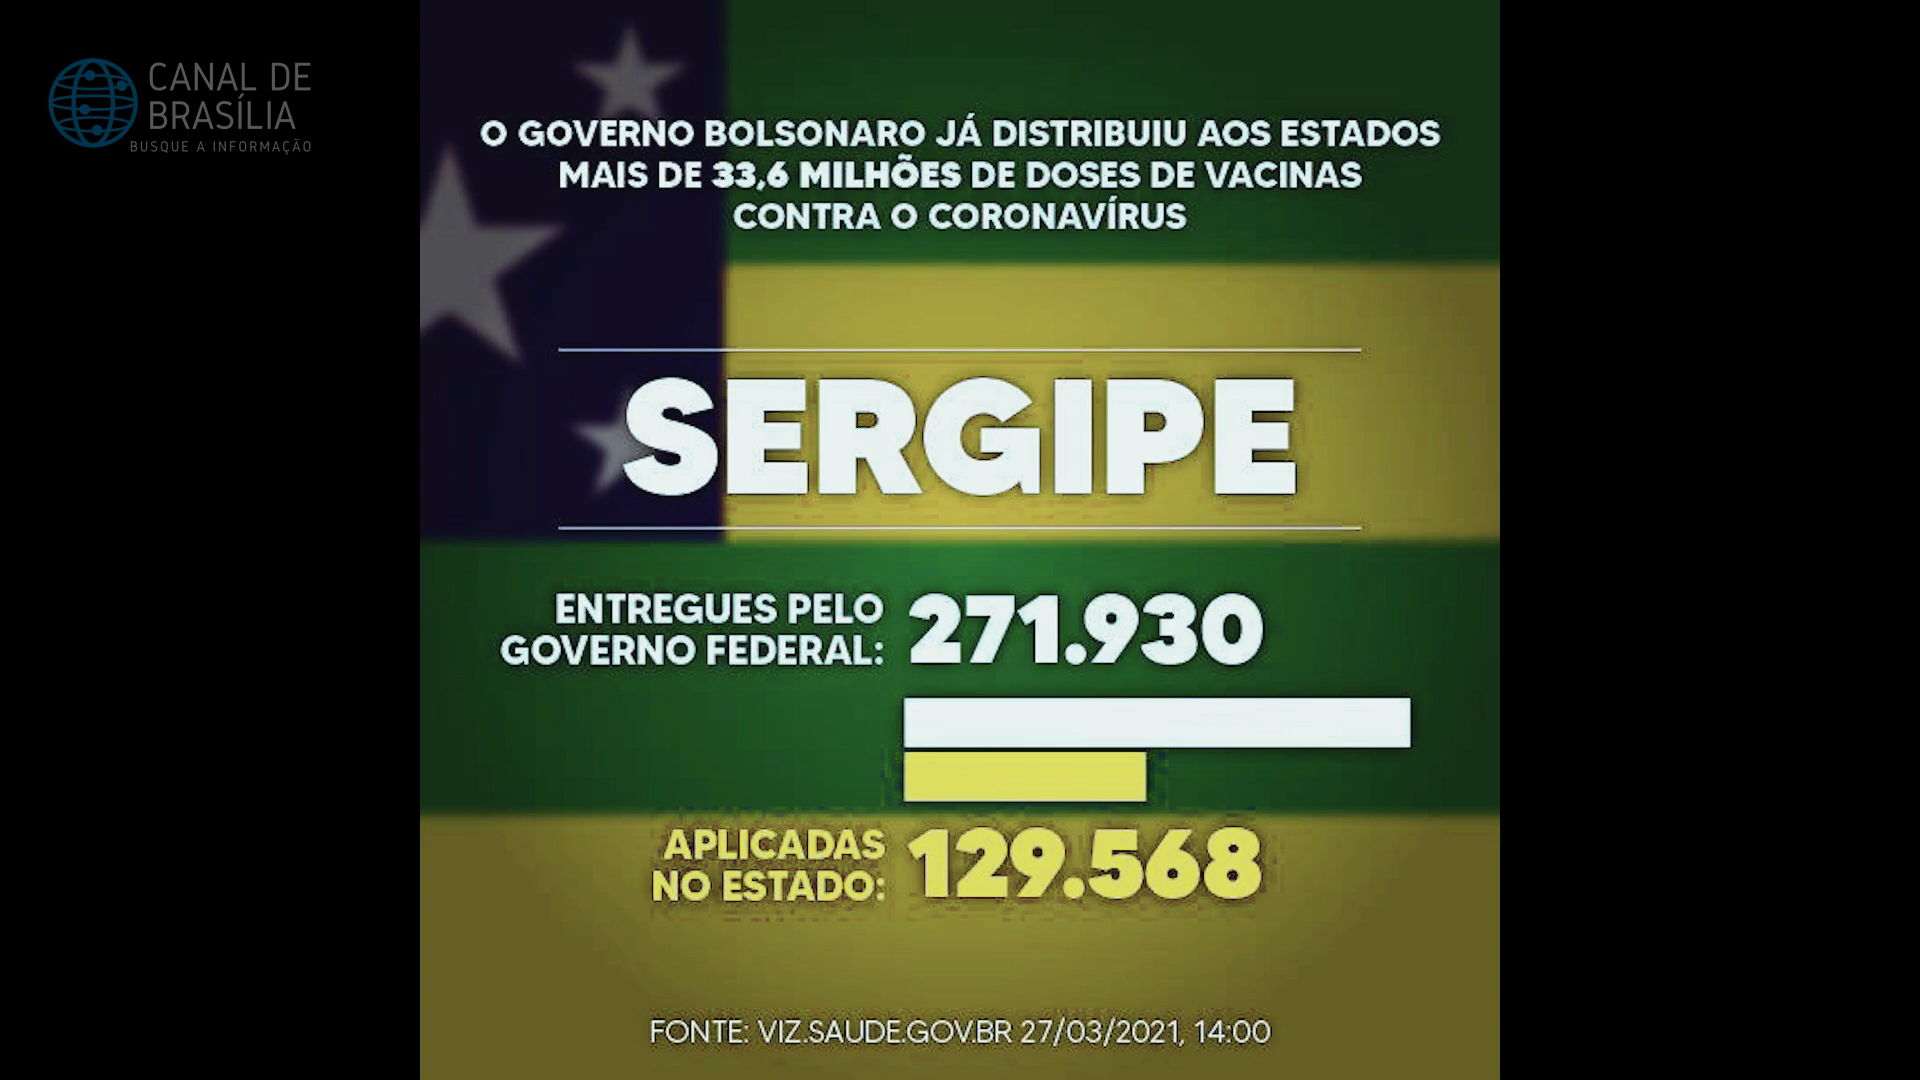 CANAL DE
BRASÍLIA
BUSQUE A INFORMAÇÃO
O GOVERNO BOLSONARO JÁ DISTRIBUIU AOS ESTADOS
MAIS DE 33,6 MILHÕES DE DOSES DE VACINAS
CONTRA O CORONAVÍRUS
SERGIPE
ENTREGUES PELO
GOVERNO FEDERAL: 271.930
APLICADAS
NO ESTADO: 129.568
FONTE: VIZ.SAUDE.GOV.BR 27/03/2021, 14:00